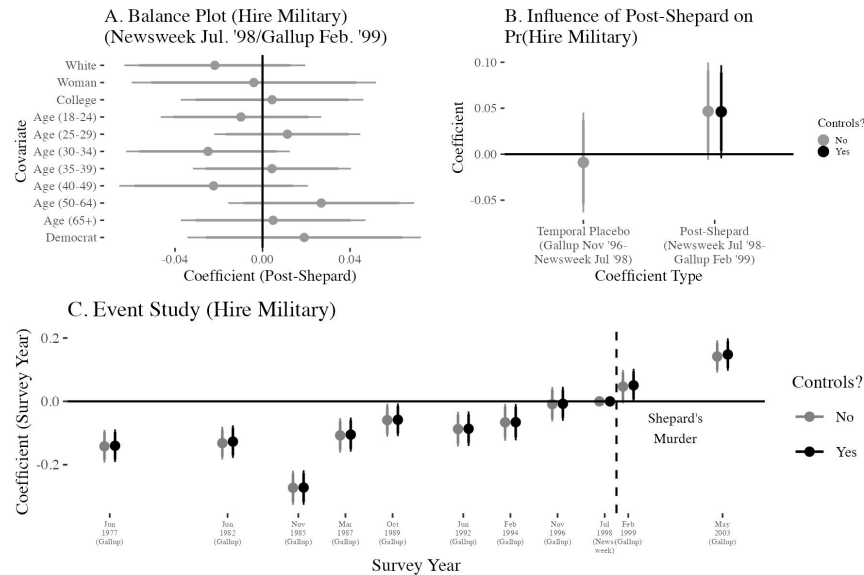 A. Balance Plot (Hire Military)
(Newsweek Jul. '98/Gallup Feb. '99)
Covariate
White
Woman
College
Age (18-24)
Age (25-29)
Age (30-34)
Age (35-39)
Age (40-49)
Age (50-64)
Age (65+)
Democrat
-0.04
0.00
0.04
Coefficient (Post-Shepard)
B. Influence of Post-Shepard on
Pr(Hire Military)
Coefficient
0.10
0.05
0.00
-0.05
Temporal Placebo
(Gallup Nov '96-
Newsweek Jul '98)
Post-Shepard
(Newsweek Jul '98-
Gallup Feb '99)
Coefficient Type
Controls?
No
Yes
C. Event Study (Hire Military)
Coefficient (Survey Year)
0.2
0.0
-0.2
Shepard's
Murder
Jun
1977
(Gallup)
Jun
1982
(Gallup)
Nov
1985
(Gallup)
Mar
1987
(Gallup)
Oct
1989
(Gallup)
Jun
1992
(Gallup)
Feb
1994
(Gallup)
Nov
1996
(Gallup)
Jul
1998
(News
week)
Feb
1999
(Gallup)
May
2003
(Gallup)
Survey Year
Controls?
No
Yes